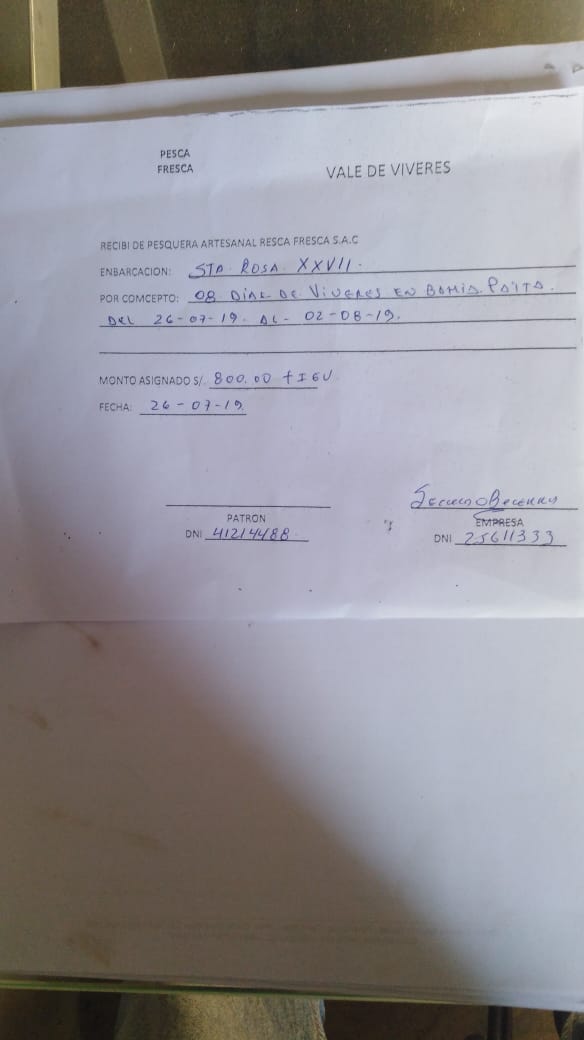 PESCA
FRESCA
VALE DE VIVERES
RECIBI DE PESQUERA ARTESANAL RESCA FRESCA S.A.C
ENBARCACION: STA. ROSA XXVII.
POR COMCEPTO: 08 DIAS DE VIVERES EN BAHIA PAITA.
DEL 26-07-19. AL- 02-08-19.
MONTO ASIGNADO S/. 800.00 + IGV
FECHA: 26-07-19.
PATRON
DNI 41214488.
EMPRESA
DNI 25611333